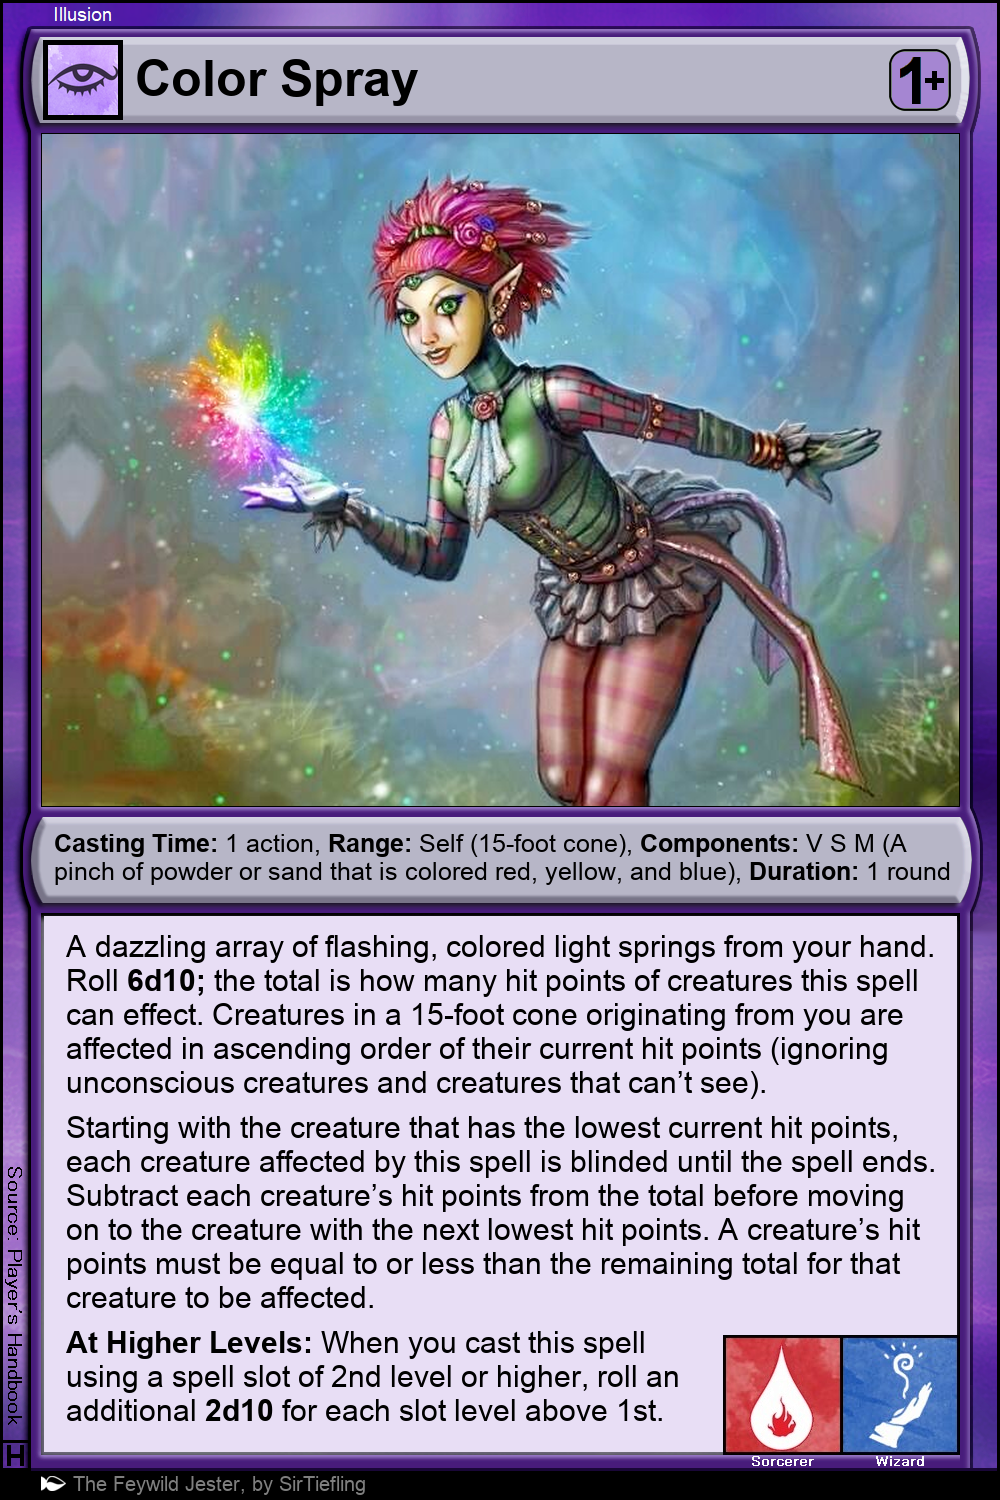 Illusion
Color Spray
1+
Casting Time: 1 action, Range: Self (15-foot cone), Components: V S M (A
pinch of powder or sand that is colored red, yellow, and blue), Duration: 1 round
A dazzling array of flashing, colored light springs from your hand.
Roll 6d10; the total is how many hit points of creatures this spell
can effect. Creatures in a 15-foot cone originating from you are
affected in ascending order of their current hit points (ignoring
unconscious creatures and creatures that can’t see).
Starting with the creature that has the lowest current hit points,
each creature affected by this spell is blinded until the spell ends.
Subtract each creature’s hit points from the total before moving
on to the creature with the next lowest hit points. A creature’s hit
points must be equal to or less than the remaining total for that
creature to be affected.
At Higher Levels: When you cast this spell
using a spell slot of 2nd level or higher, roll an
additional 2d10 for each slot level above 1st.
Sorcerer
Wizard
Source: Player’s Handbook
H
The Feywild Jester, by SirTiefling